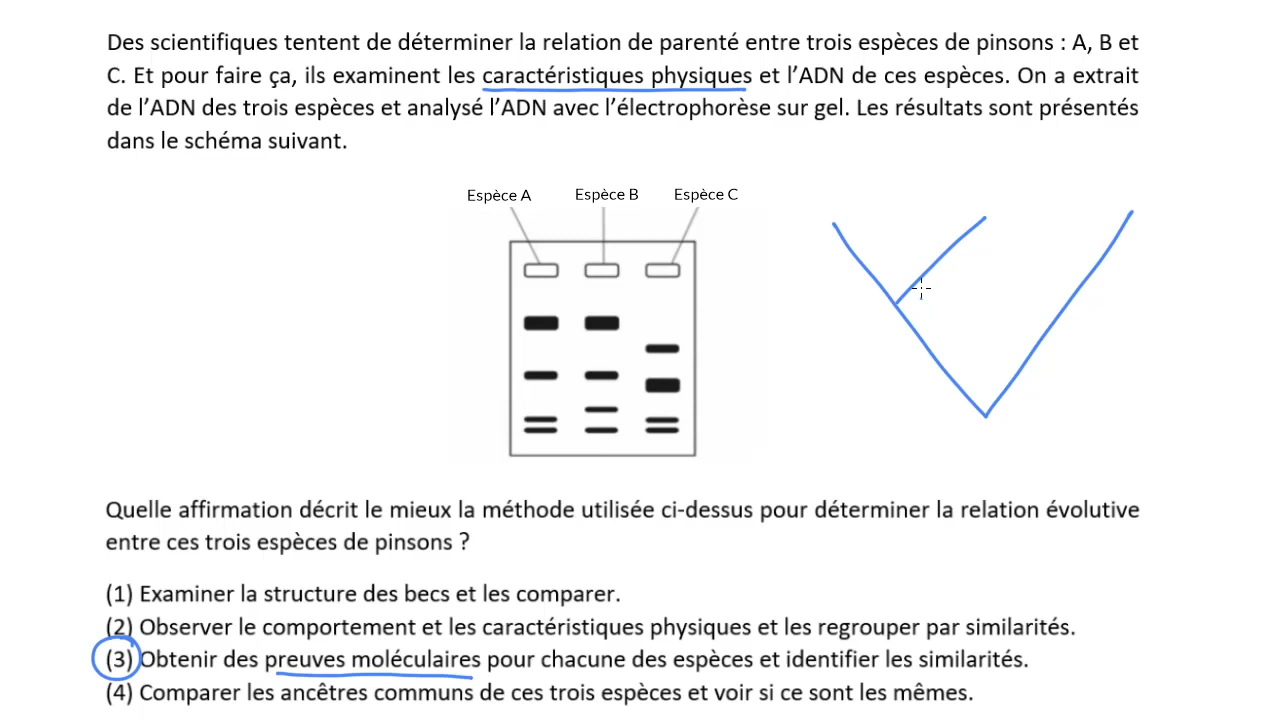 Des scientifiques tentent de déterminer la relation de parenté entre trois espèces de pinsons : A, B et
C. Et pour faire ça, ils examinent les caractéristiques physiques et l’ADN de ces espèces. On a extrait
de l’ADN des trois espèces et analysé l’ADN avec l’électrophorèse sur gel. Les résultats sont présentés
dans le schéma suivant.
Espèce A Espèce B Espèce C
Quelle affirmation décrit le mieux la méthode utilisée ci-dessus pour déterminer la relation évolutive
entre ces trois espèces de pinsons ?
(1) Examiner la structure des becs et les comparer.
(2) Observer le comportement et les caractéristiques physiques et les regrouper par similarités.
(3) Obtenir des preuves moléculaires pour chacune des espèces et identifier les similarités.
(4) Comparer les ancêtres communs de ces trois espèces et voir si ce sont les mêmes.